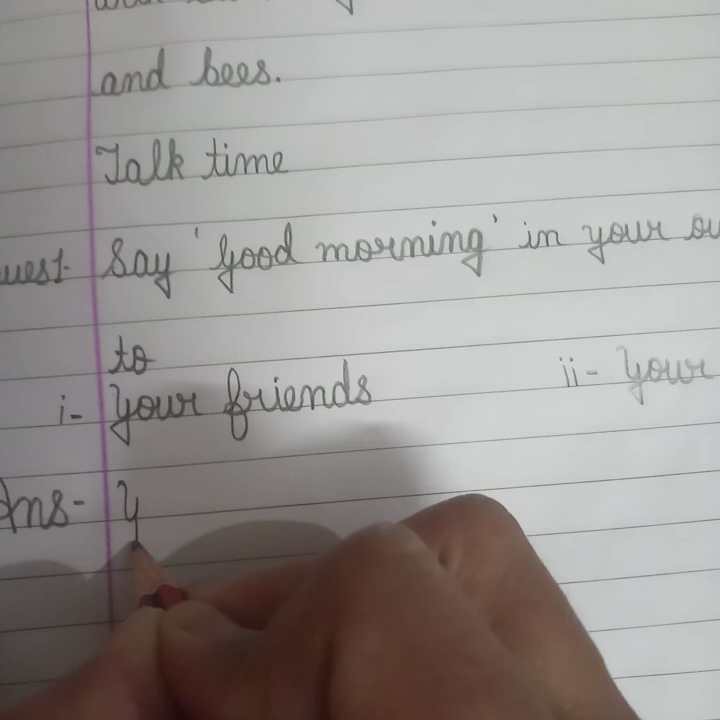 and bees.
Talk time
Say 'good morning' in your
to
i- Your friends ii- Your
Ans- Y